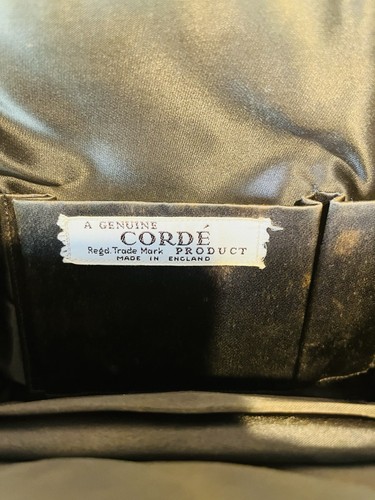 A GENUINE
CORDÉ
Regd. Trade Mark PRODUCT
MADE IN ENGLAND